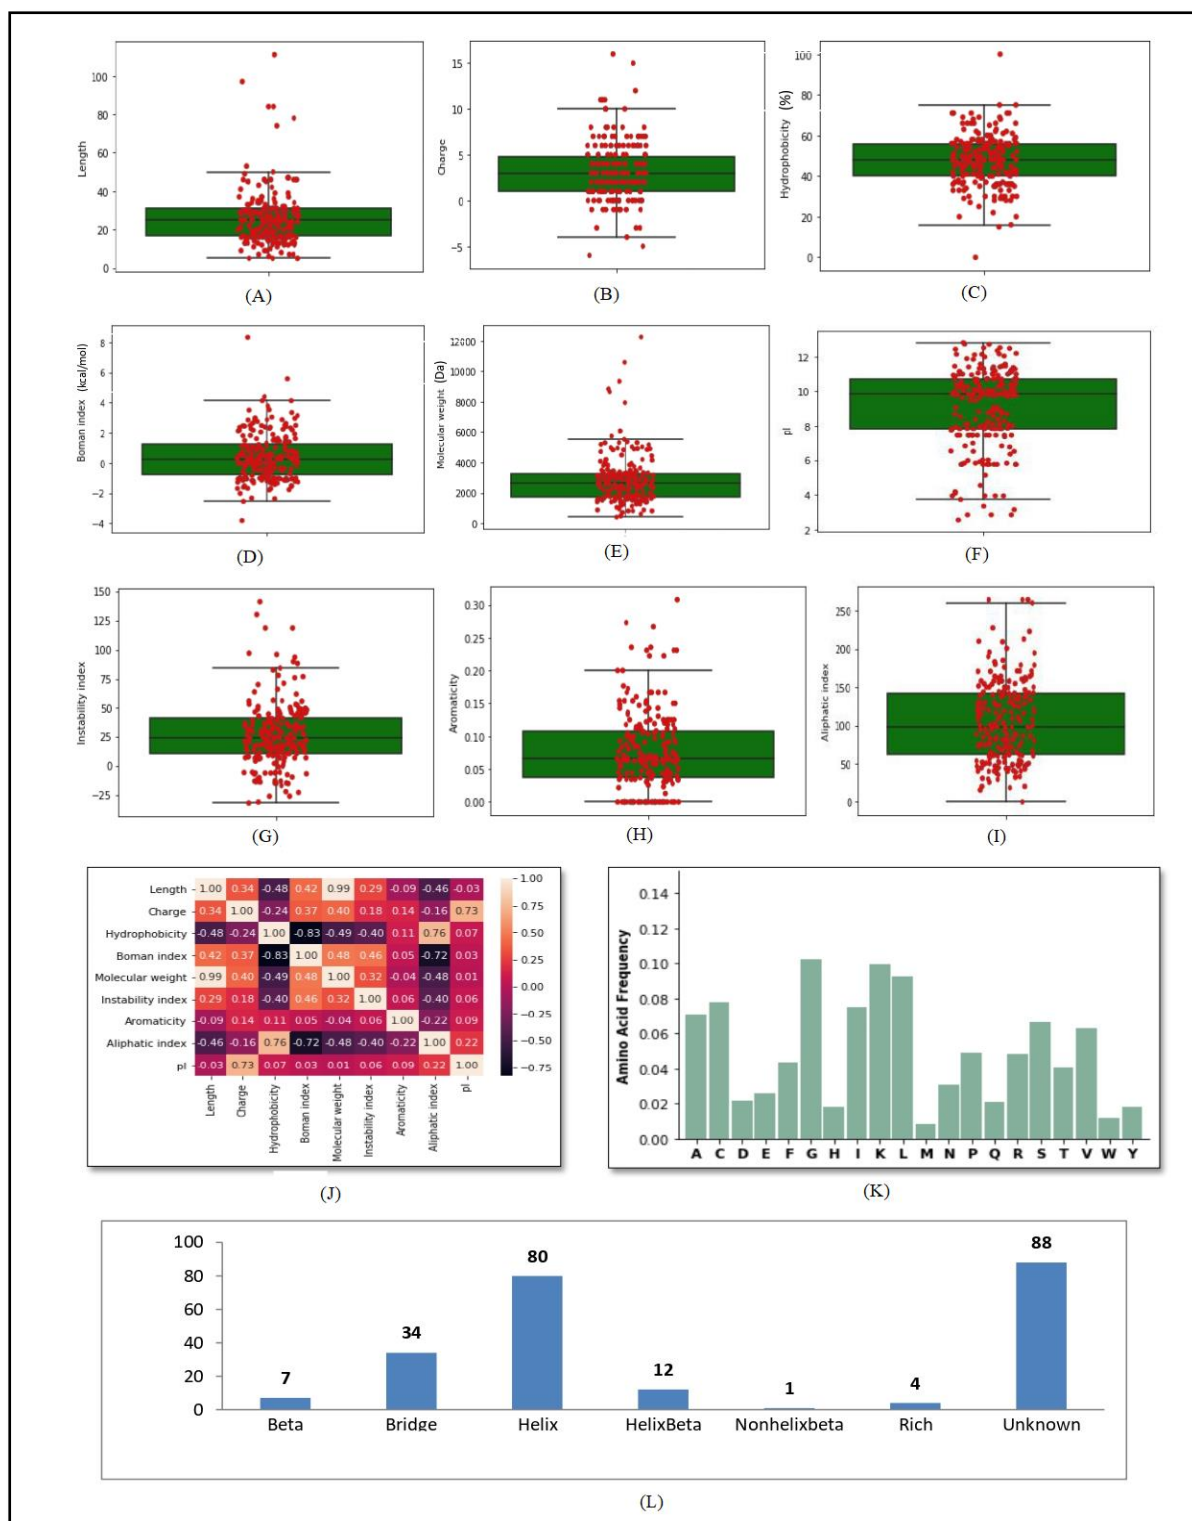 Length
100
80
60
40
20
0
(A)
Charge
15
10
5
0
−5
(B)
Hydrophobicity (%)
100
80
60
40
20
0
(C)
Boman index (kcal/mol)
8
6
4
2
0
−2
−4
(D)
Molecular weight (Da)
12000
10000
8000
6000
4000
2000
0
(E)
pI
12
10
8
6
4
2
(F)
Instability index
150
125
100
75
50
25
0
−25
(G)
Aromaticity
0.30
0.25
0.20
0.15
0.10
0.05
0.00
(H)
Aliphatic index
250
200
150
100
50
0
(I)
Length 1.00 0.34 -0.48 0.42 0.99 0.29 -0.09 -0.46 -0.03
Charge 0.34 1.00 -0.24 0.37 0.40 0.18 0.14 -0.16 0.73
Hydrophobicity -0.48 -0.24 1.00 -0.83 -0.49 -0.40 0.11 0.76 0.07
Boman index 0.42 0.37 -0.83 1.00 0.48 0.46 0.05 -0.72 0.03
Molecular weight 0.99 0.40 -0.49 0.48 1.00 0.32 -0.04 -0.48 0.01
Instability index 0.29 0.18 -0.40 0.46 0.32 1.00 0.06 -0.40 0.06
Aromaticity -0.09 0.14 0.11 0.05 -0.04 0.06 1.00 -0.22 0.09
Aliphatic index -0.46 -0.16 0.76 -0.72 -0.48 -0.40 -0.22 1.00 0.22
pI -0.03 0.73 0.07 0.03 0.01 0.06 0.09 0.22 1.00
Length
Charge
Hydrophobicity
Boman index
Molecular weight
Instability index
Aromaticity
Aliphatic index
pI
1.00
0.75
0.50
0.25
0.00
−0.25
−0.50
−0.75
(J)
Amino Acid Frequency
0.14
0.12
0.10
0.08
0.06
0.04
0.02
0.00
A C D E F G H I K L M N P Q R S T V W Y
(K)
100
80
60
40
20
0
7 34 80 12 1 4 88
Beta Bridge Helix HelixBeta Nonhelixbeta Rich Unknown
(L)